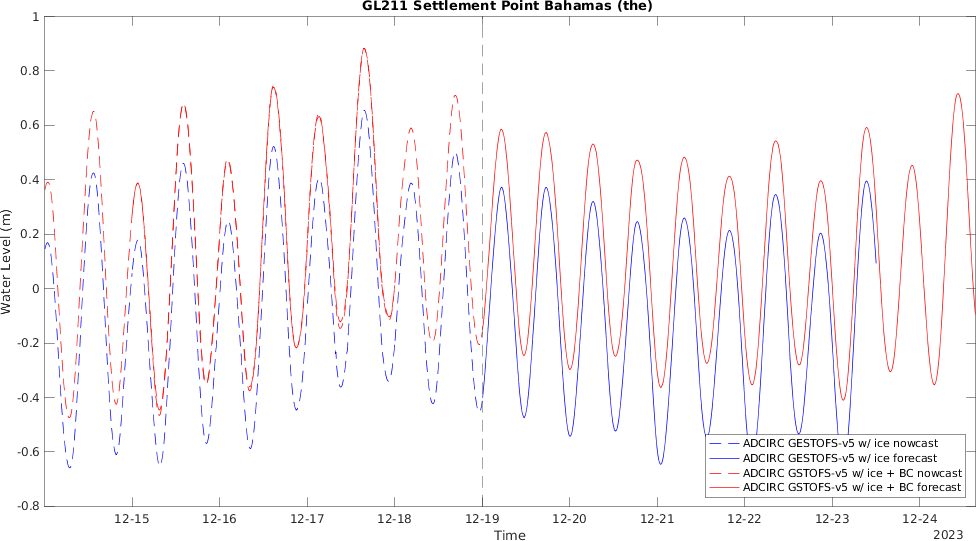 GL211 Settlement Point Bahamas (the)
1
0.8
0.6
0.4
0.2
0
-0.2
-0.4
-0.6
-0.8
Water Level (m)
12-15 12-16 12-17 12-18 12-19 12-20 12-21 12-22 12-23 12-24
Time
2023
ADCIRC GESTOFS-v5 w/ ice nowcast
ADCIRC GESTOFS-v5 w/ ice forecast
ADCIRC GSTOFS-v5 w/ ice + BC nowcast
ADCIRC GSTOFS-v5 w/ ice + BC forecast